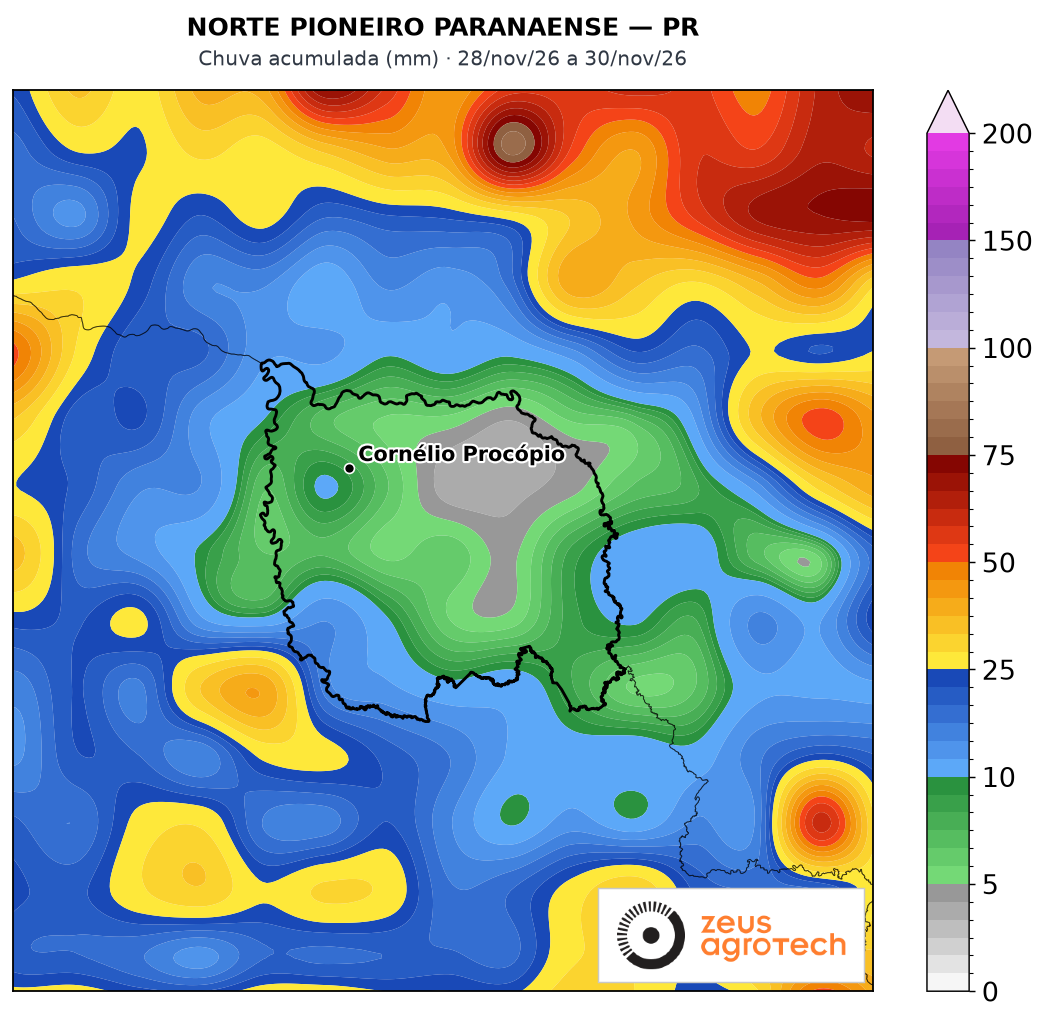 NORTE PIONEIRO PARANAENSE — PR
Chuva acumulada (mm) · 28/nov/26 a 30/nov/26
200
150
100
75
50
25
10
5
0
Cornélio Procópio
zeus
agrotech